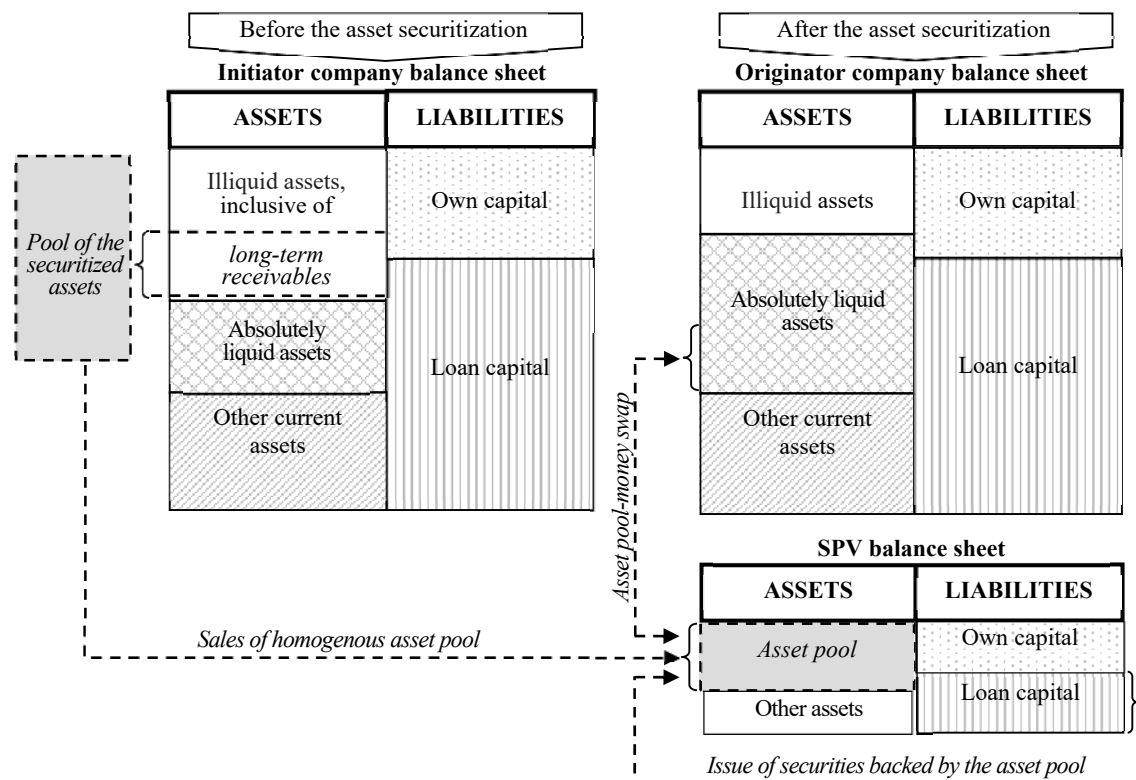 Before the asset securitization
Initiator company balance sheet
ASSETS
LIABILITIES
Illiquid assets,
inclusive of
long-term
receivables
Absolutely
liquid assets
Other current
assets
Own capital
Loan capital
Pool of the
securitized
assets
After the asset securitization
Originator company balance sheet
ASSETS
LIABILITIES
Illiquid assets
Absolutely liquid
assets
Other current
assets
Own capital
Loan capital
Asset pool-money swap
SPV balance sheet
ASSETS
LIABILITIES
Asset pool
Other assets
Own capital
Loan capital
Sales of homogenous asset pool
Issue of securities backed by the asset pool